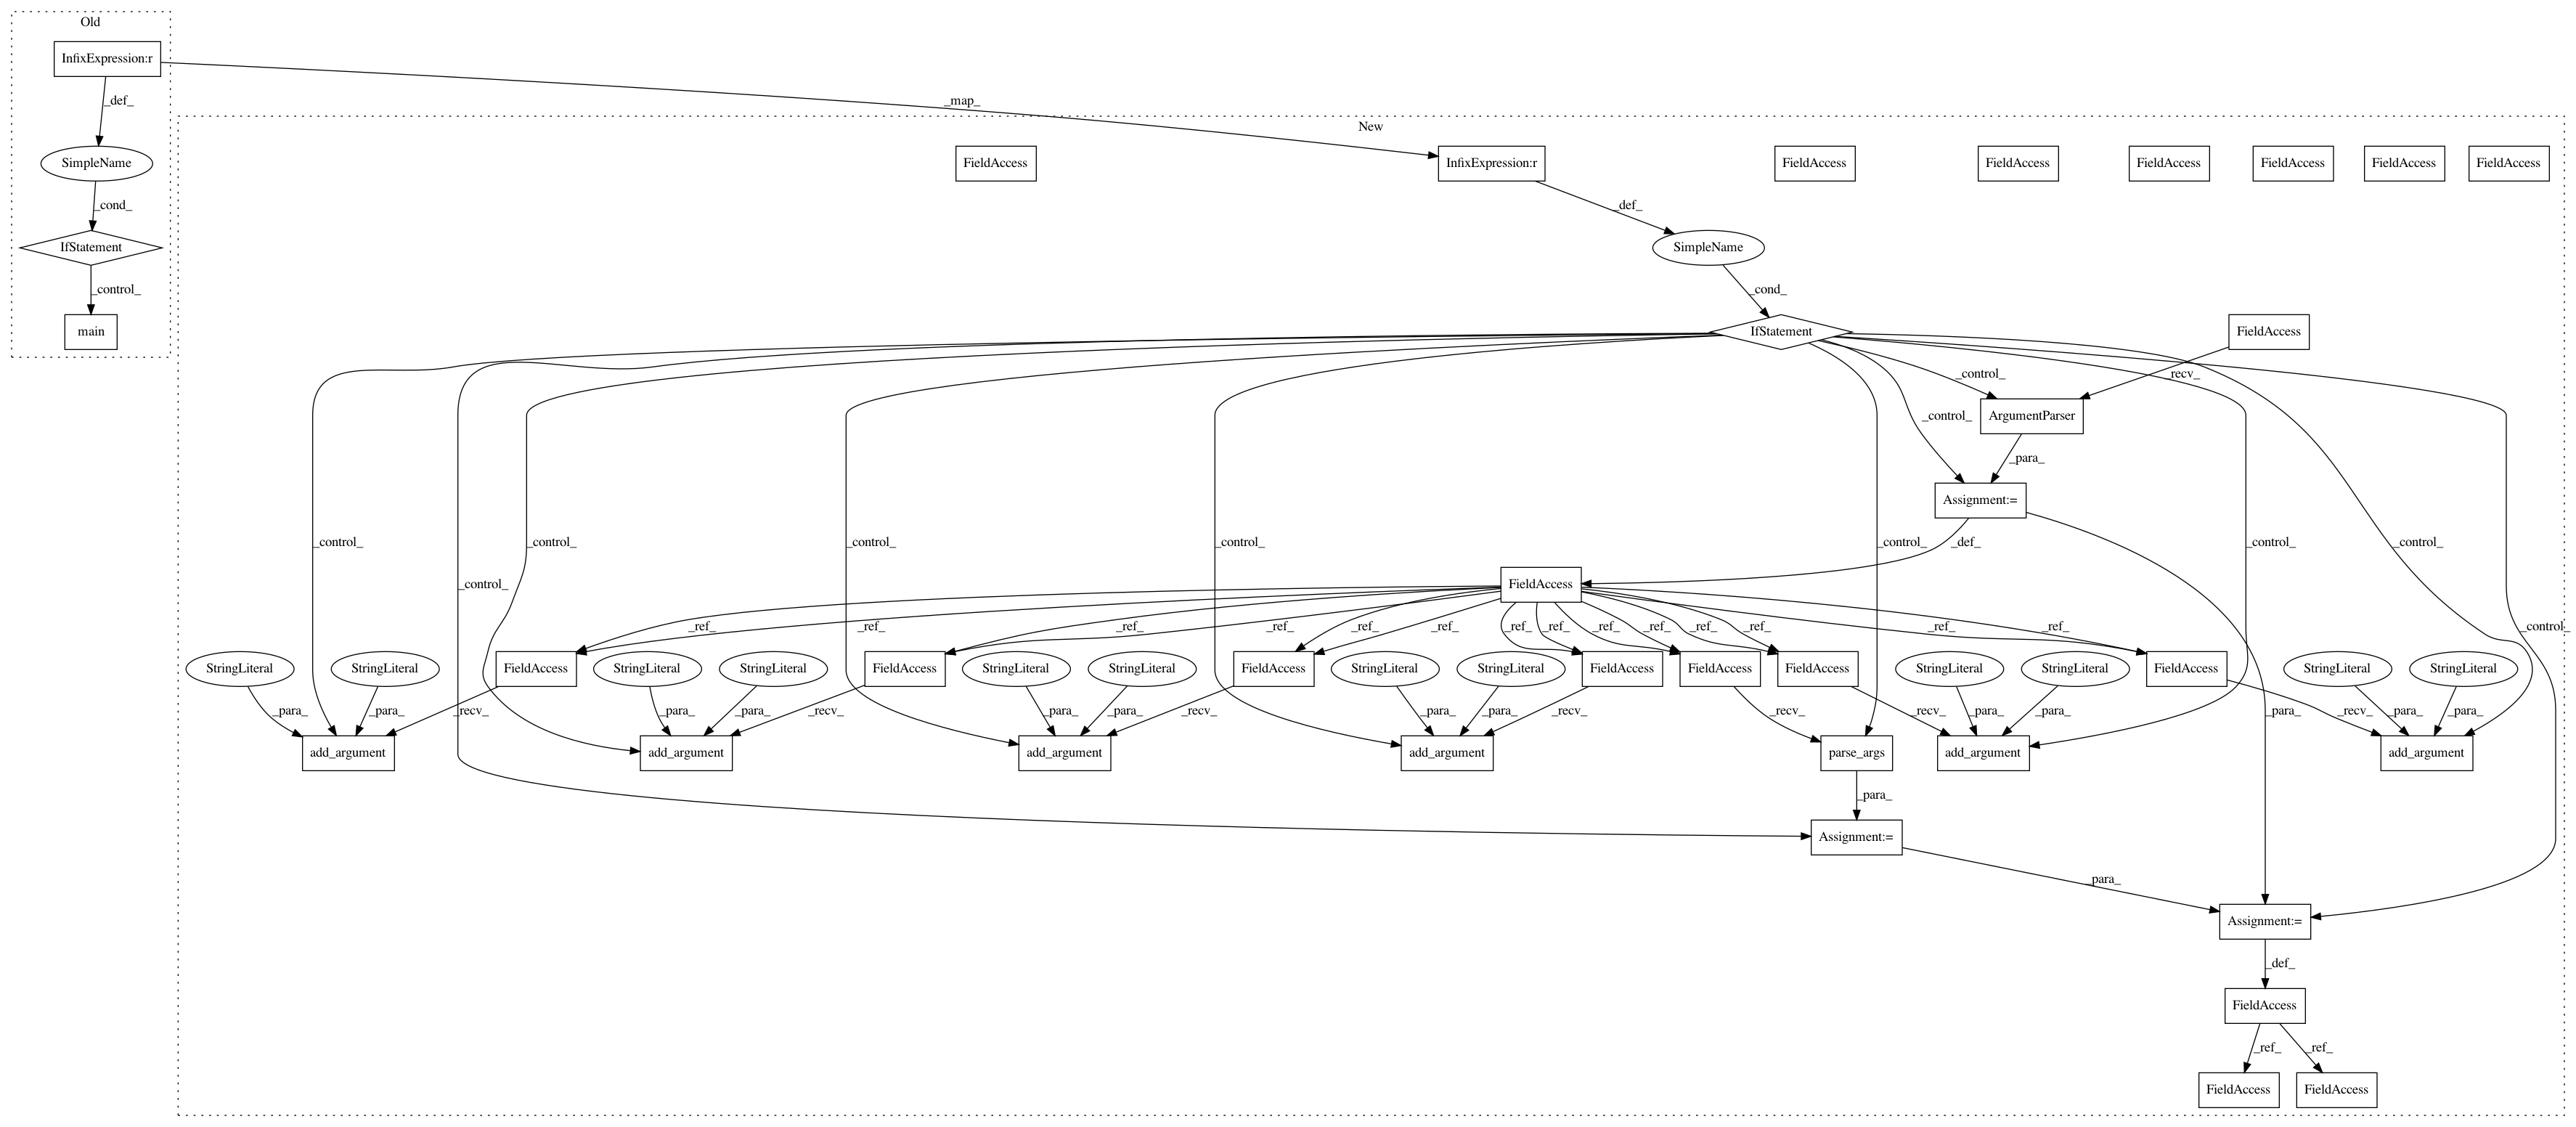 Old
InfixExpression:r
_def_
_map_
New
SimpleName
FieldAccess
InfixExpression:r
FieldAccess
FieldAccess
FieldAccess
FieldAccess
FieldAccess
FieldAccess
_cond_
_def_
IfStatement
SimpleName
_control_
_cond_
main
IfStatement
FieldAccess
_control_
_recv_
ArgumentParser
_control_
_para_
Assignment:=
_control_
_control_
_control_
_control_
_control_
_def_
_control_
_control_
_control_
FieldAccess
_ref_
_ref_
_ref_
_ref_
_ref_
_ref_
_ref_
_ref_
_ref_
_ref_
_ref_
_ref_
_ref_
_ref_
_control_
StringLiteral
StringLiteral
FieldAccess
StringLiteral
StringLiteral
FieldAccess
StringLiteral
StringLiteral
FieldAccess
StringLiteral
StringLiteral
FieldAccess
FieldAccess
FieldAccess
StringLiteral
StringLiteral
FieldAccess
StringLiteral
StringLiteral
_para_
_para_
_recv_
_para_
_para_
_recv_
_para_
_para_
_recv_
_para_
_para_
_recv_
_recv_
_recv_
_para_
_para_
_para_
_recv_
_para_
_para_
add_argument
add_argument
add_argument
add_argument
parse_args
add_argument
add_argument
_para_
Assignment:=
_para_
Assignment:=
_def_
FieldAccess
_ref_
_ref_
FieldAccess
FieldAccess